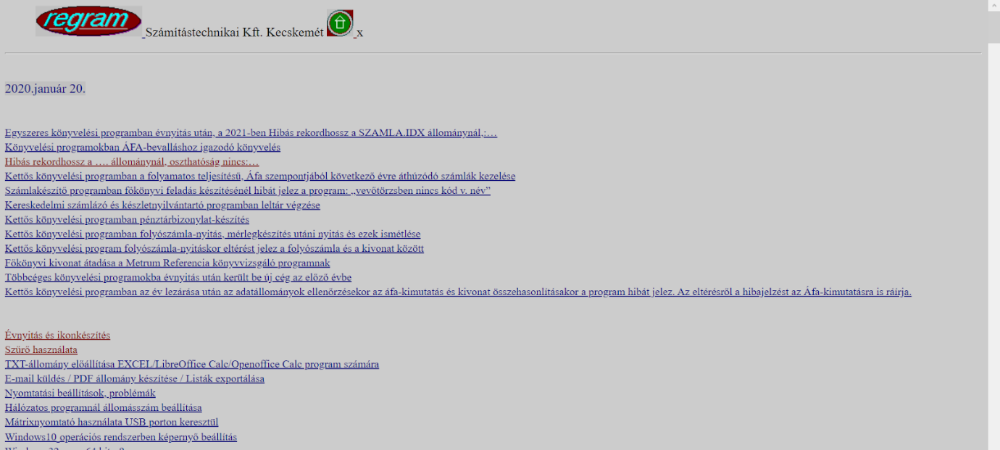 regram Számítástechnikai Kft. Kecskemét x
2020.január 20.
Egyszeres könyvelési programban évnyitás után, a 2021-ben Hibás rekordhossz a SZAMLA.IDX állománynál,:…
Könyvelési programokban ÁFA-bevalláshoz igazodó könyvelés
Hibás rekordhossz a …. állománynál, oszthatóság nincs:…
Kettős könyvelési programban a folyamatos teljesítésű, Áfa szempontjából következő évre áthúzódó számlák kezelése
Számlakészítő programban főkönyvi feladás készítésénél hibát jelez a program: „vevőtörzsben nincs kód v. név”
Kereskedelmi számlázó és készletnyilvántartó programban leltár végzése
Kettős könyvelési programban pénztárbizonylat-készítés
Kettős könyvelési programban folyószámla-nyitás, mérlegkészítés utáni nyitás és ezek ismétlése
Kettős könyvelési program folyószámla-nyitáskor eltérést jelez a folyószámla és a kivonat között
Főkönyvi kivonat átadása a Metrum Referencia könyvvizsgáló programnak
Többcéges könyvelési programokba évnyitás után került be új cég az előző évbe
Kettős könyvelési programban az év lezárása után az adatállományok ellenőrzésekor az áfa-kimutatás és kivonat összehasonlításakor a program hibát jelez. Az eltérésről a hibajelzést az Áfa-kimutatásra is ráírja.
Évnyitás és ikonkészítés
Szűrő használata
TXT-állomány előállítása EXCEL/LibreOffice Calc/Openoffice Calc program számára
E-mail küldés / PDF állomány készítése / Listák exportálása
Nyomtatási beállítások, problémák
Hálózatos programnál állomásszám beállítása
Mátrixnyomtató használata USB porton keresztül
Windows10 operációs rendszerben képernyő beállítás